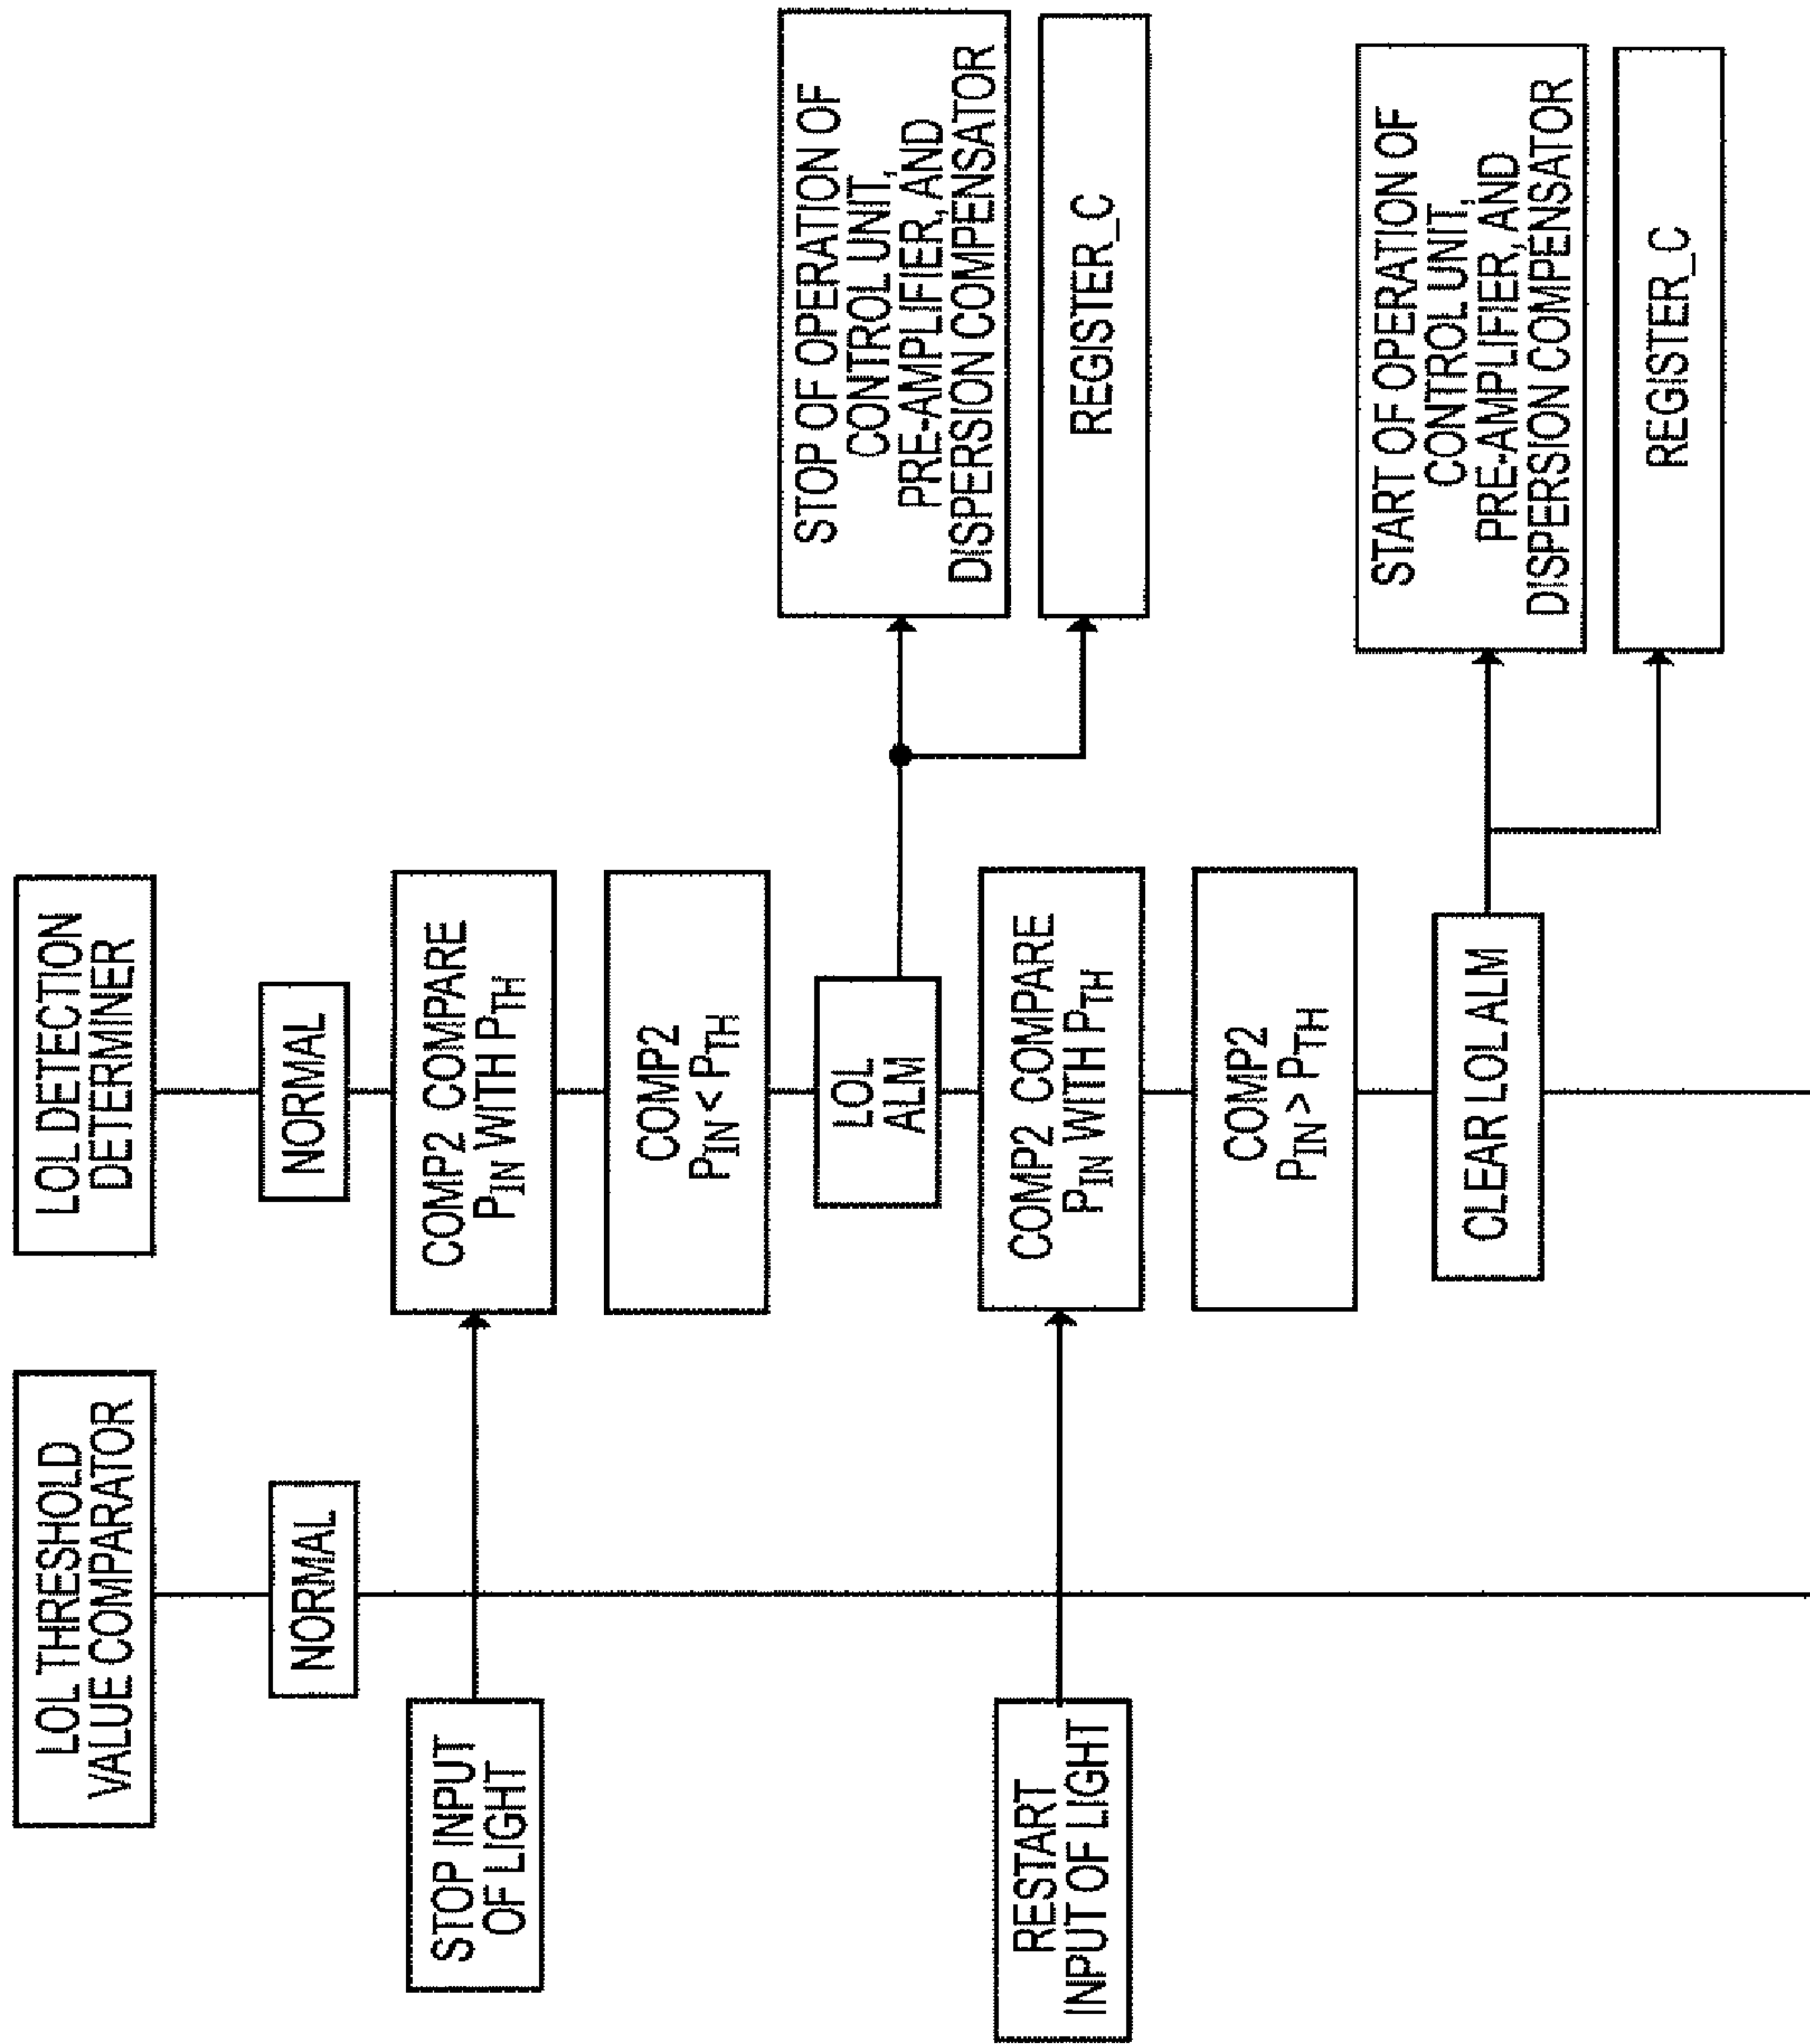 LOL THRESHOLD
VALUE COMPARATOR
LOL DETECTION
DETERMINER
NORMAL
NORMAL
STOP INPUT
OF LIGHT
COMP2 COMPARE
P_IN WITH P_TH
COMP2
P_IN < P_TH
LOL
ALM
STOP OF OPERATION OF
CONTROL UNIT,
PRE-AMPLIFIER, AND
DISPERSION COMPENSATOR
REGISTER_C
RESTART
INPUT OF LIGHT
COMP2 COMPARE
P_IN WITH P_TH
COMP2
P_IN > P_TH
CLEAR LOL ALM
START OF OPERATION OF
CONTROL UNIT,
PRE-AMPLIFIER, AND
DISPERSION COMPENSATOR
REGISTER_C